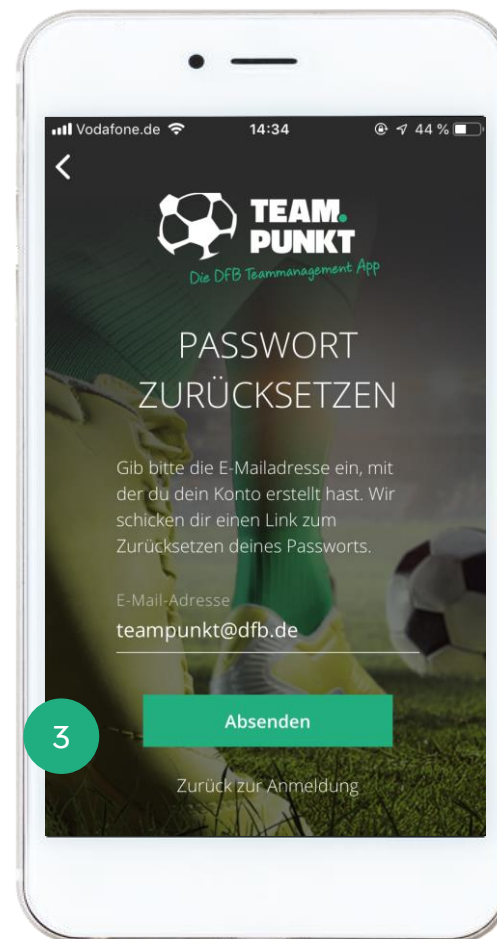 Vodafone.de 14:34 44 %
TEAM.
PUNKT
Die DFB Teammanagement App
PASSWORT
ZURÜCKSETZEN
Gib bitte die E-Mailadresse ein, mit
der du dein Konto erstellt hast. Wir
schicken dir einen Link zum
Zurücksetzen deines Passworts.
E-Mail-Adresse
teampunkt@dfb.de
Absenden
3
Zurück zur Anmeldung